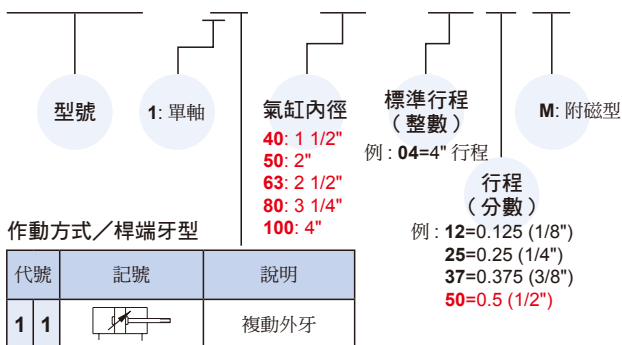 型號
1: 單軸
氣缸內徑
40: 1 1/2"
50: 2"
63: 2 1/2"
80: 3 1/4"
100: 4"
標準行程
（整數）
例 : 04=4" 行程
M: 附磁型
行程
（分數）
例 : 12=0.125 (1/8")
25=0.25 (1/4")
37=0.375 (3/8")
50=0.5 (1/2")
作動方式／桿端牙型
代號 記號 說明
1 1 複動外牙